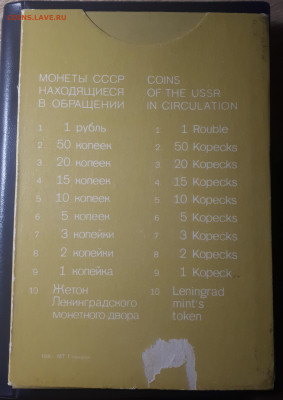 COINS.LAVE.RU
МОНЕТЫ СССР
НАХОДЯЩИЕСЯ
В ОБРАЩЕНИИ
1 1 рубль
2 50 копеек
3 20 копеек
4 15 копеек
5 10 копеек
6 5 копеек
7 3 копейки
8 2 копейки
9 1 копейка
10 Жетон
Ленинградского
монетного двора
COINS
OF THE USSR
IN CIRCULATION
1 1 Rouble
2 50 Kopecks
3 20 Kopecks
4 15 Kopecks
5 10 Kopecks
6 5 Kopecks
7 3 Kopecks
8 2 Kopecks
9 1 Kopeck
10 Leningrad
mint's
token